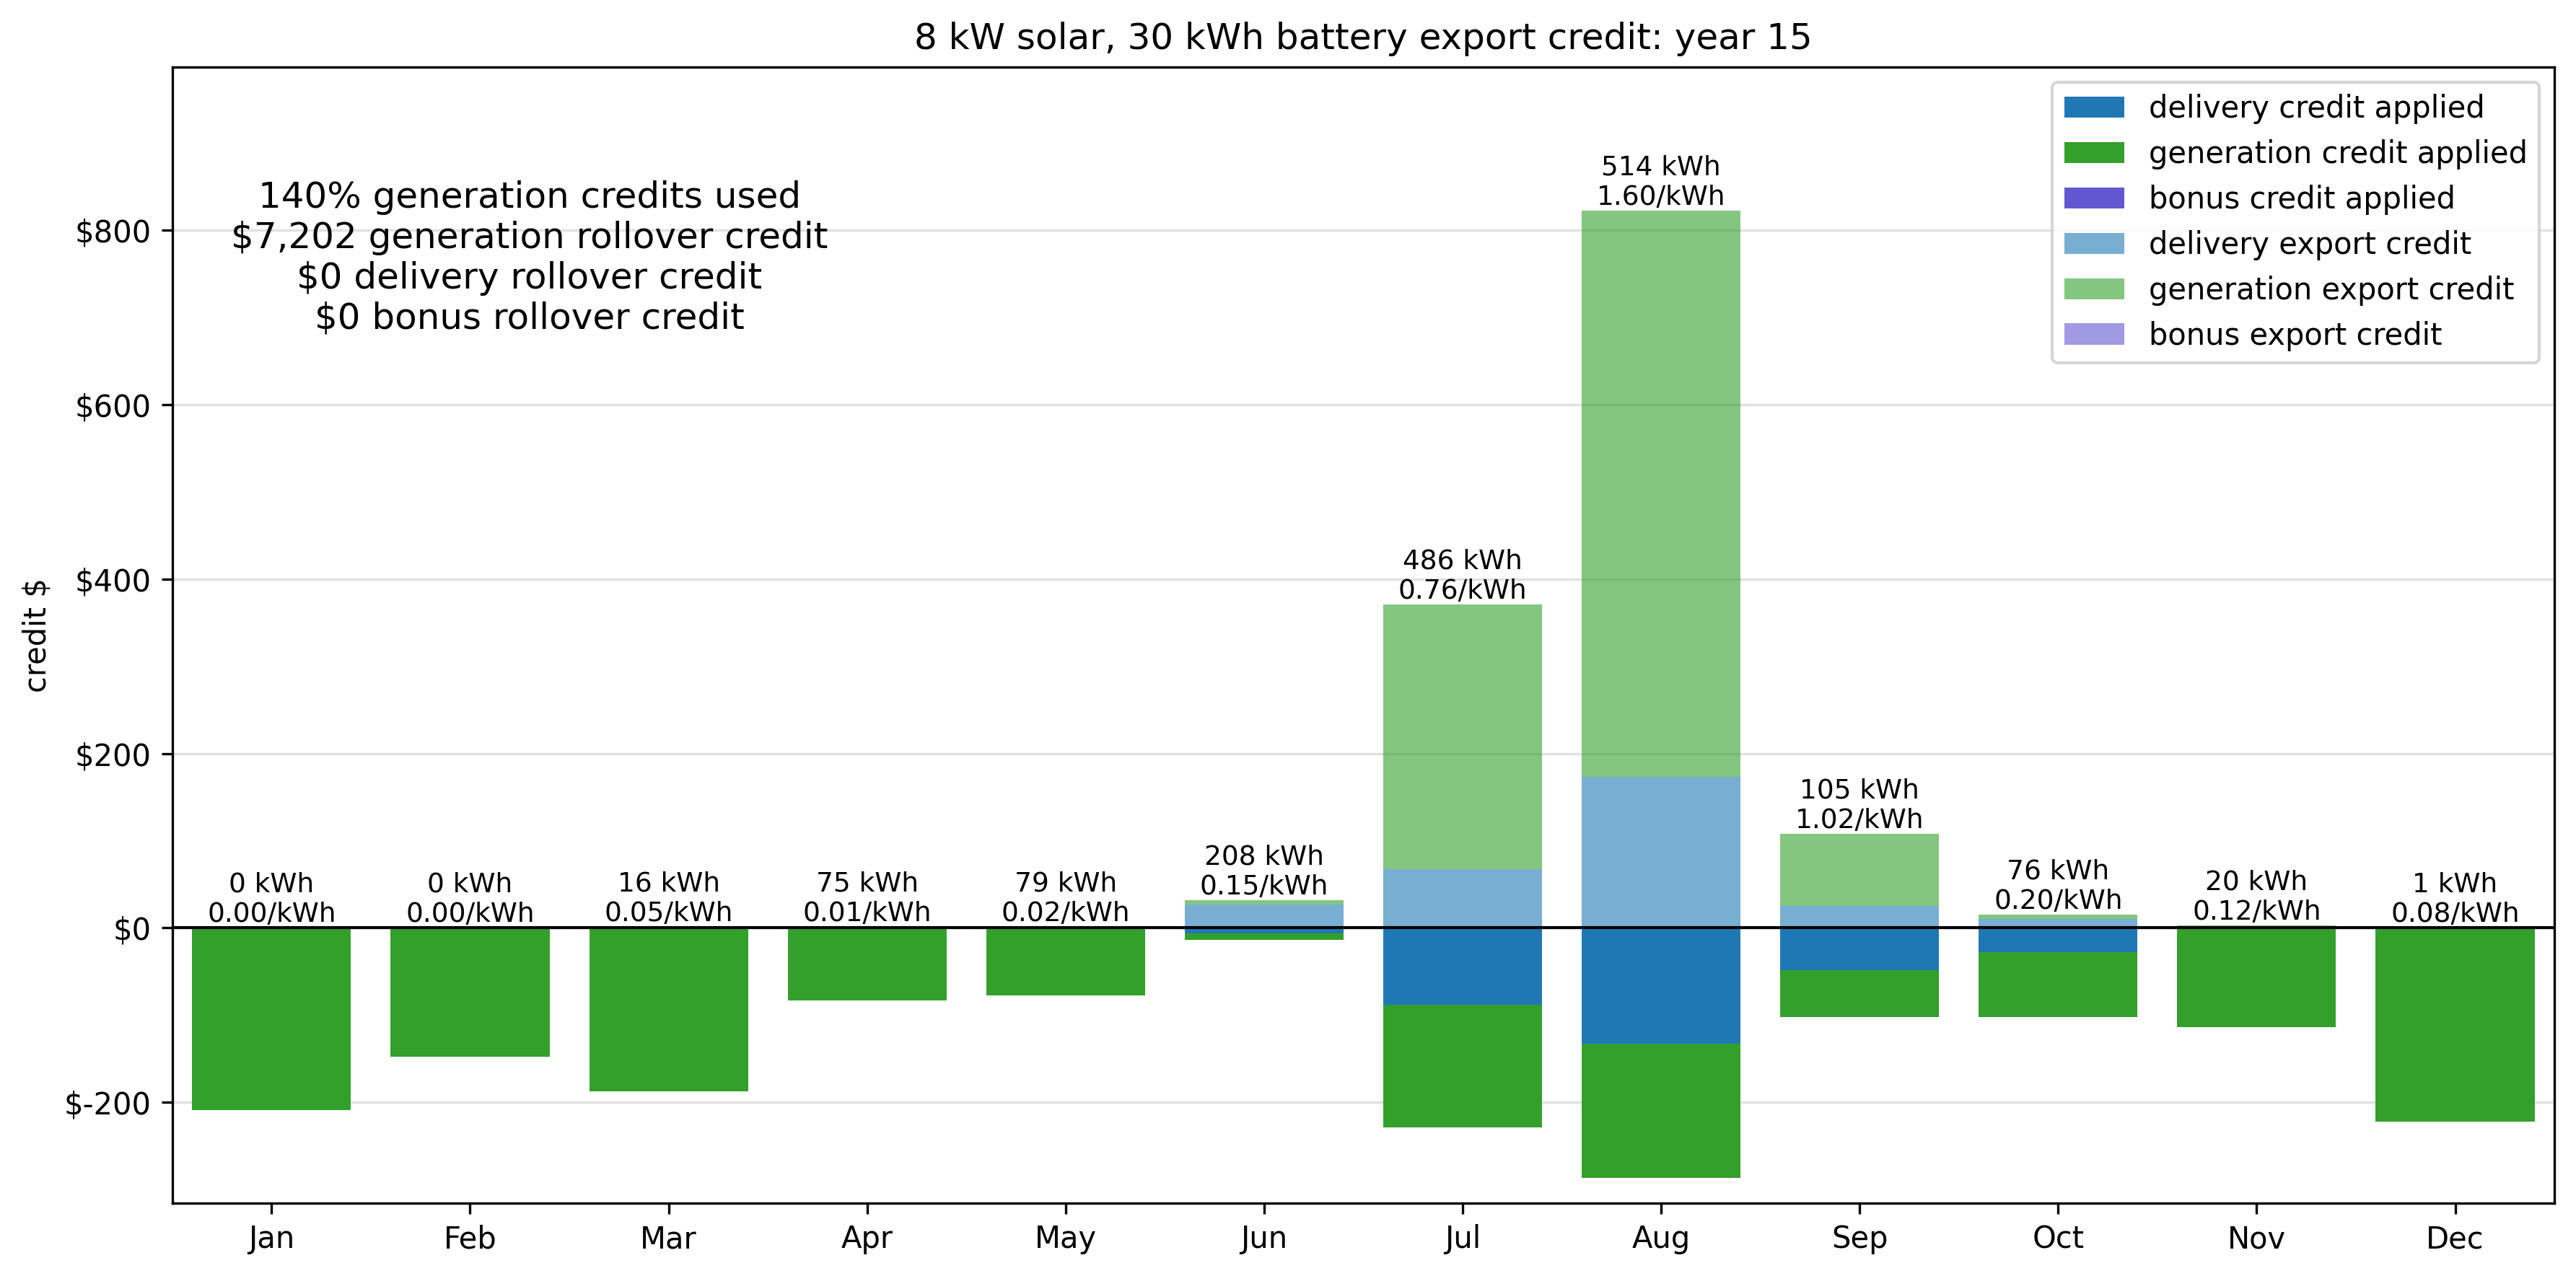 8 kW solar, 30 kWh battery export credit: year 15
delivery credit applied
generation credit applied
bonus credit applied
delivery export credit
generation export credit
bonus export credit
140% generation credits used
$7,202 generation rollover credit
$0 delivery rollover credit
$0 bonus rollover credit
credit $
$800
$600
$400
$200
$0
$-200
0 kWh
0.00/kWh
0 kWh
0.00/kWh
16 kWh
0.05/kWh
75 kWh
0.01/kWh
79 kWh
0.02/kWh
208 kWh
0.15/kWh
486 kWh
0.76/kWh
514 kWh
1.60/kWh
105 kWh
1.02/kWh
76 kWh
0.20/kWh
20 kWh
0.12/kWh
1 kWh
0.08/kWh
Jan Feb Mar Apr May Jun Jul Aug Sep Oct Nov Dec